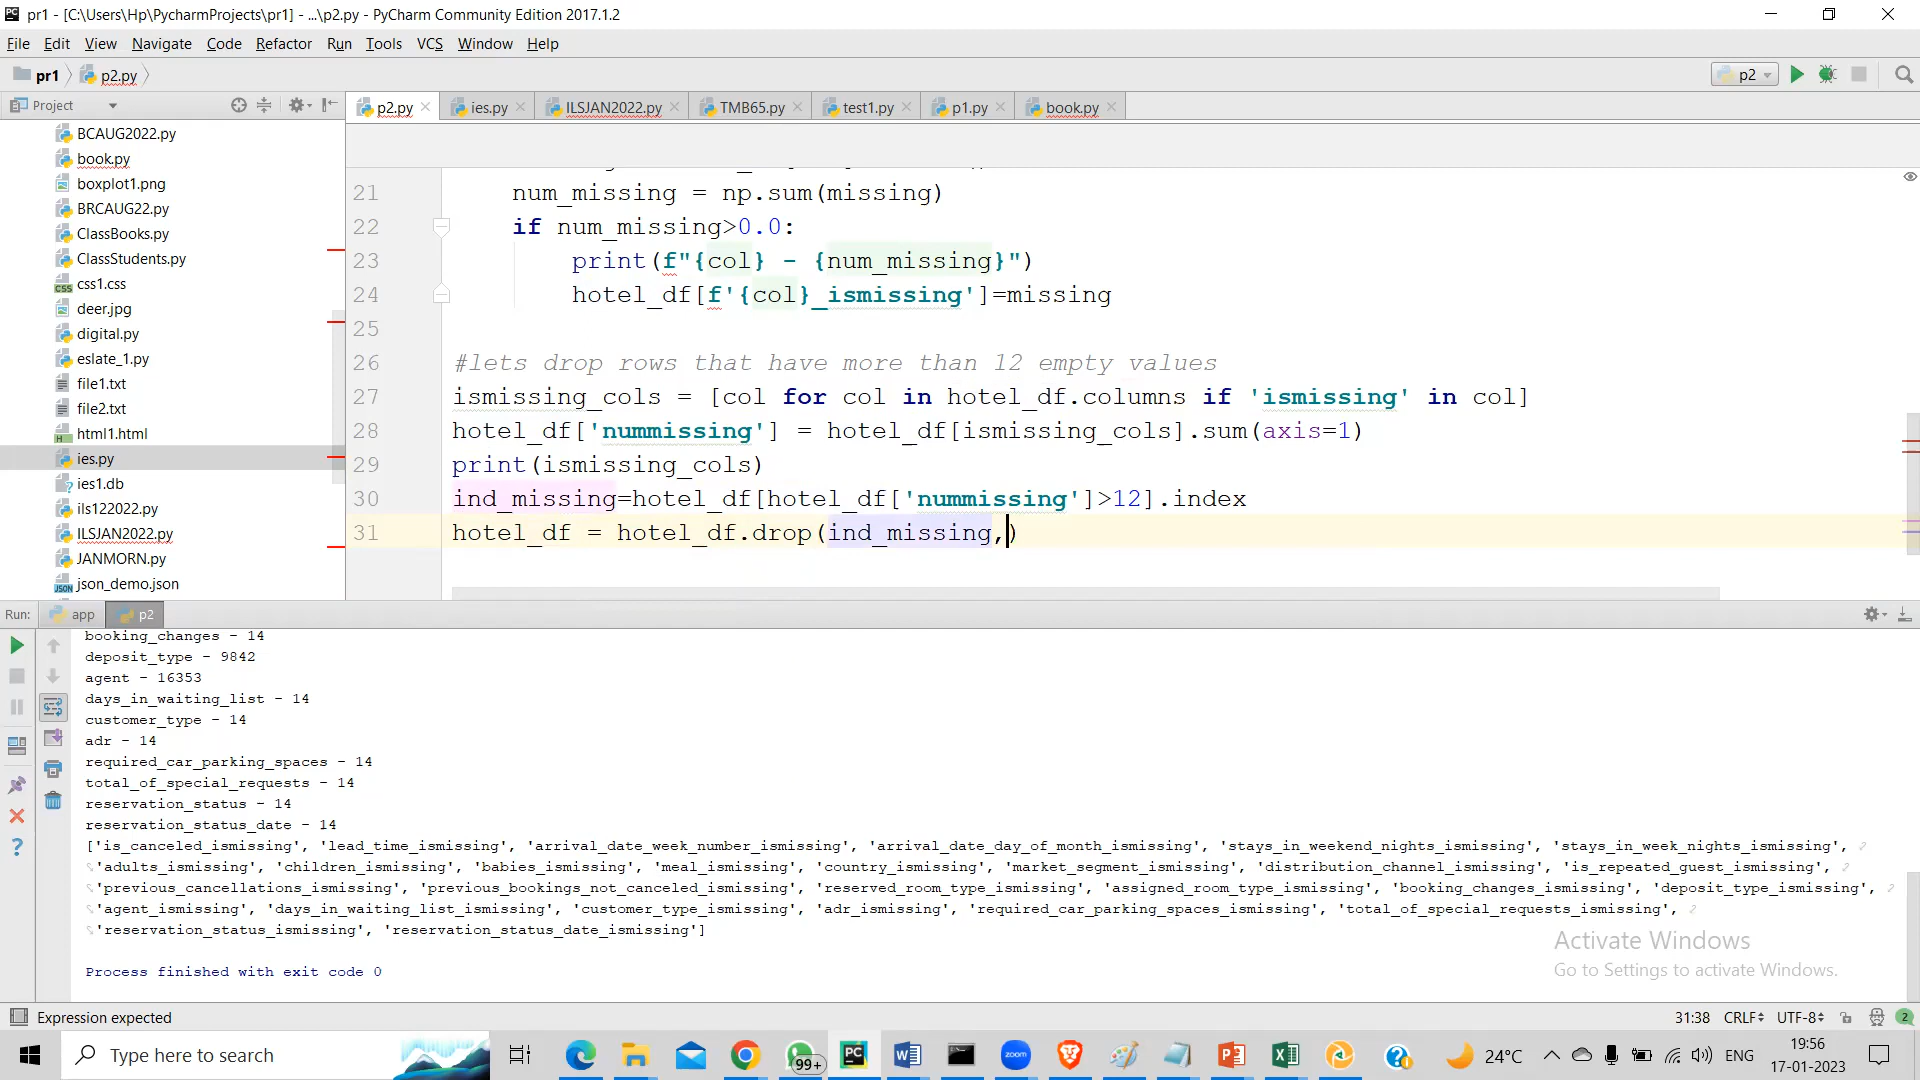 pr1 - [C:\Users\Hp\PycharmProjects\pr1] - ...\p2.py - PyCharm Community Edition 2017.1.2
File Edit View Navigate Code Refactor Run Tools VCS Window Help
pr1 p2.py
p2
Project
p2.py ies.py ILSJAN2022.py TMB65.py test1.py p1.py book.py
BCAUG2022.py
book.py
boxplot1.png
BRCAUG22.py
ClassBooks.py
ClassStudents.py
css1.css
deer.jpg
digital.py
eslate_1.py
file1.txt
file2.txt
html1.html
ies.py
ies1.db
ils122022.py
ILSJAN2022.py
JANMORN.py
json_demo.json
21 num_missing = np.sum(missing)
22 if num_missing>0.0:
23 print(f"{col} - {num_missing}")
24 hotel_df[f'{col}_ismissing']=missing
25
26 #lets drop rows that have more than 12 empty values
27 ismissing_cols = [col for col in hotel_df.columns if 'ismissing' in col]
28 hotel_df['nummissing'] = hotel_df[ismissing_cols].sum(axis=1)
29 print(ismissing_cols)
30 ind_missing=hotel_df[hotel_df['nummissing']>12].index
31 hotel_df = hotel_df.drop(ind_missing,)
Run: app p2
booking_changes - 14
deposit_type - 9842
agent - 16353
days_in_waiting_list - 14
customer_type - 14
adr - 14
required_car_parking_spaces - 14
total_of_special_requests - 14
reservation_status - 14
reservation_status_date - 14
['is_canceled_ismissing', 'lead_time_ismissing', 'arrival_date_week_number_ismissing', 'arrival_date_day_of_month_ismissing', 'stays_in_weekend_nights_ismissing', 'stays_in_week_nights_ismissing',
'adults_ismissing', 'children_ismissing', 'babies_ismissing', 'meal_ismissing', 'country_ismissing', 'market_segment_ismissing', 'distribution_channel_ismissing', 'is_repeated_guest_ismissing',
'previous_cancellations_ismissing', 'previous_bookings_not_canceled_ismissing', 'reserved_room_type_ismissing', 'assigned_room_type_ismissing', 'booking_changes_ismissing', 'deposit_type_ismissing',
'agent_ismissing', 'days_in_waiting_list_ismissing', 'customer_type_ismissing', 'adr_ismissing', 'required_car_parking_spaces_ismissing', 'total_of_special_requests_ismissing',
'reservation_status_ismissing', 'reservation_status_date_ismissing']
Process finished with exit code 0
Activate Windows
Go to Settings to activate Windows.
Expression expected
31:38 CRLF UTF-8 2
Type here to search
99+
zoom
24°C
ENG
19:56
17-01-2023